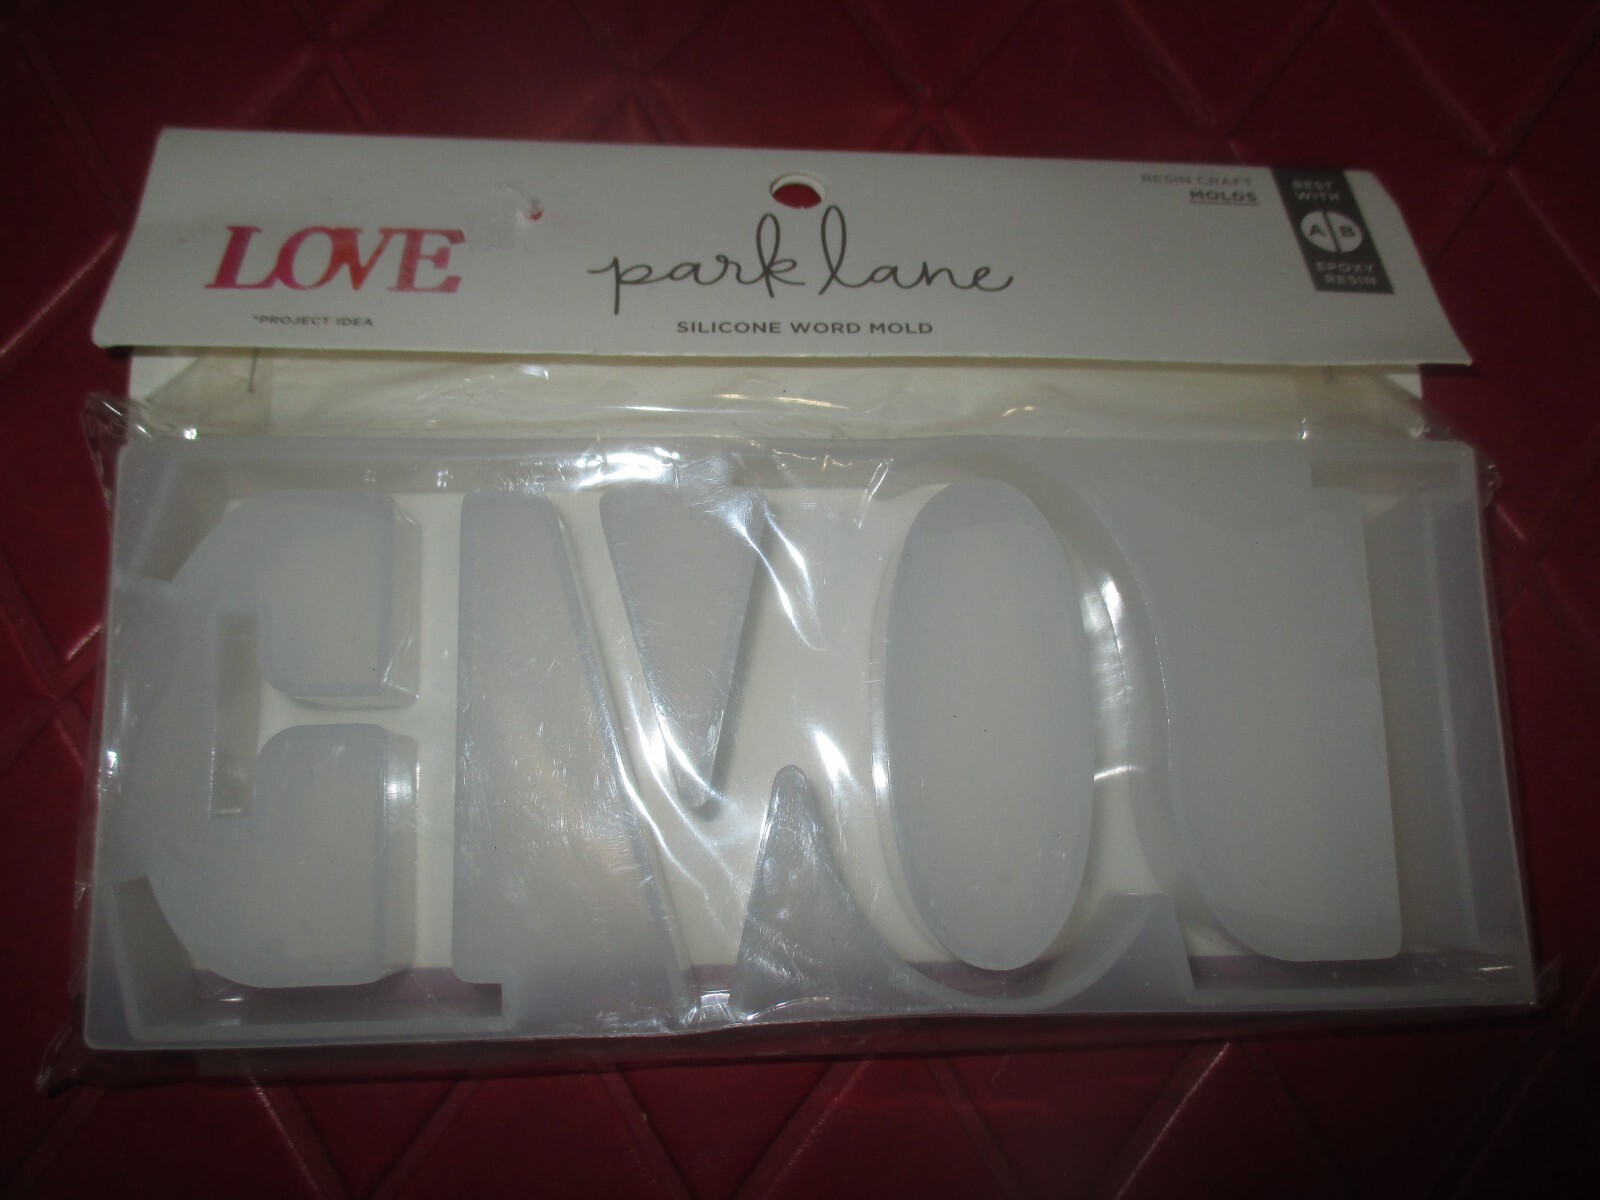 LOVE
*PROJECT IDEA
park lane
SILICONE WORD MOLD
RESIN CRAFT
MOLDS
BEST
WITH
A B
EPOXY
RESIN